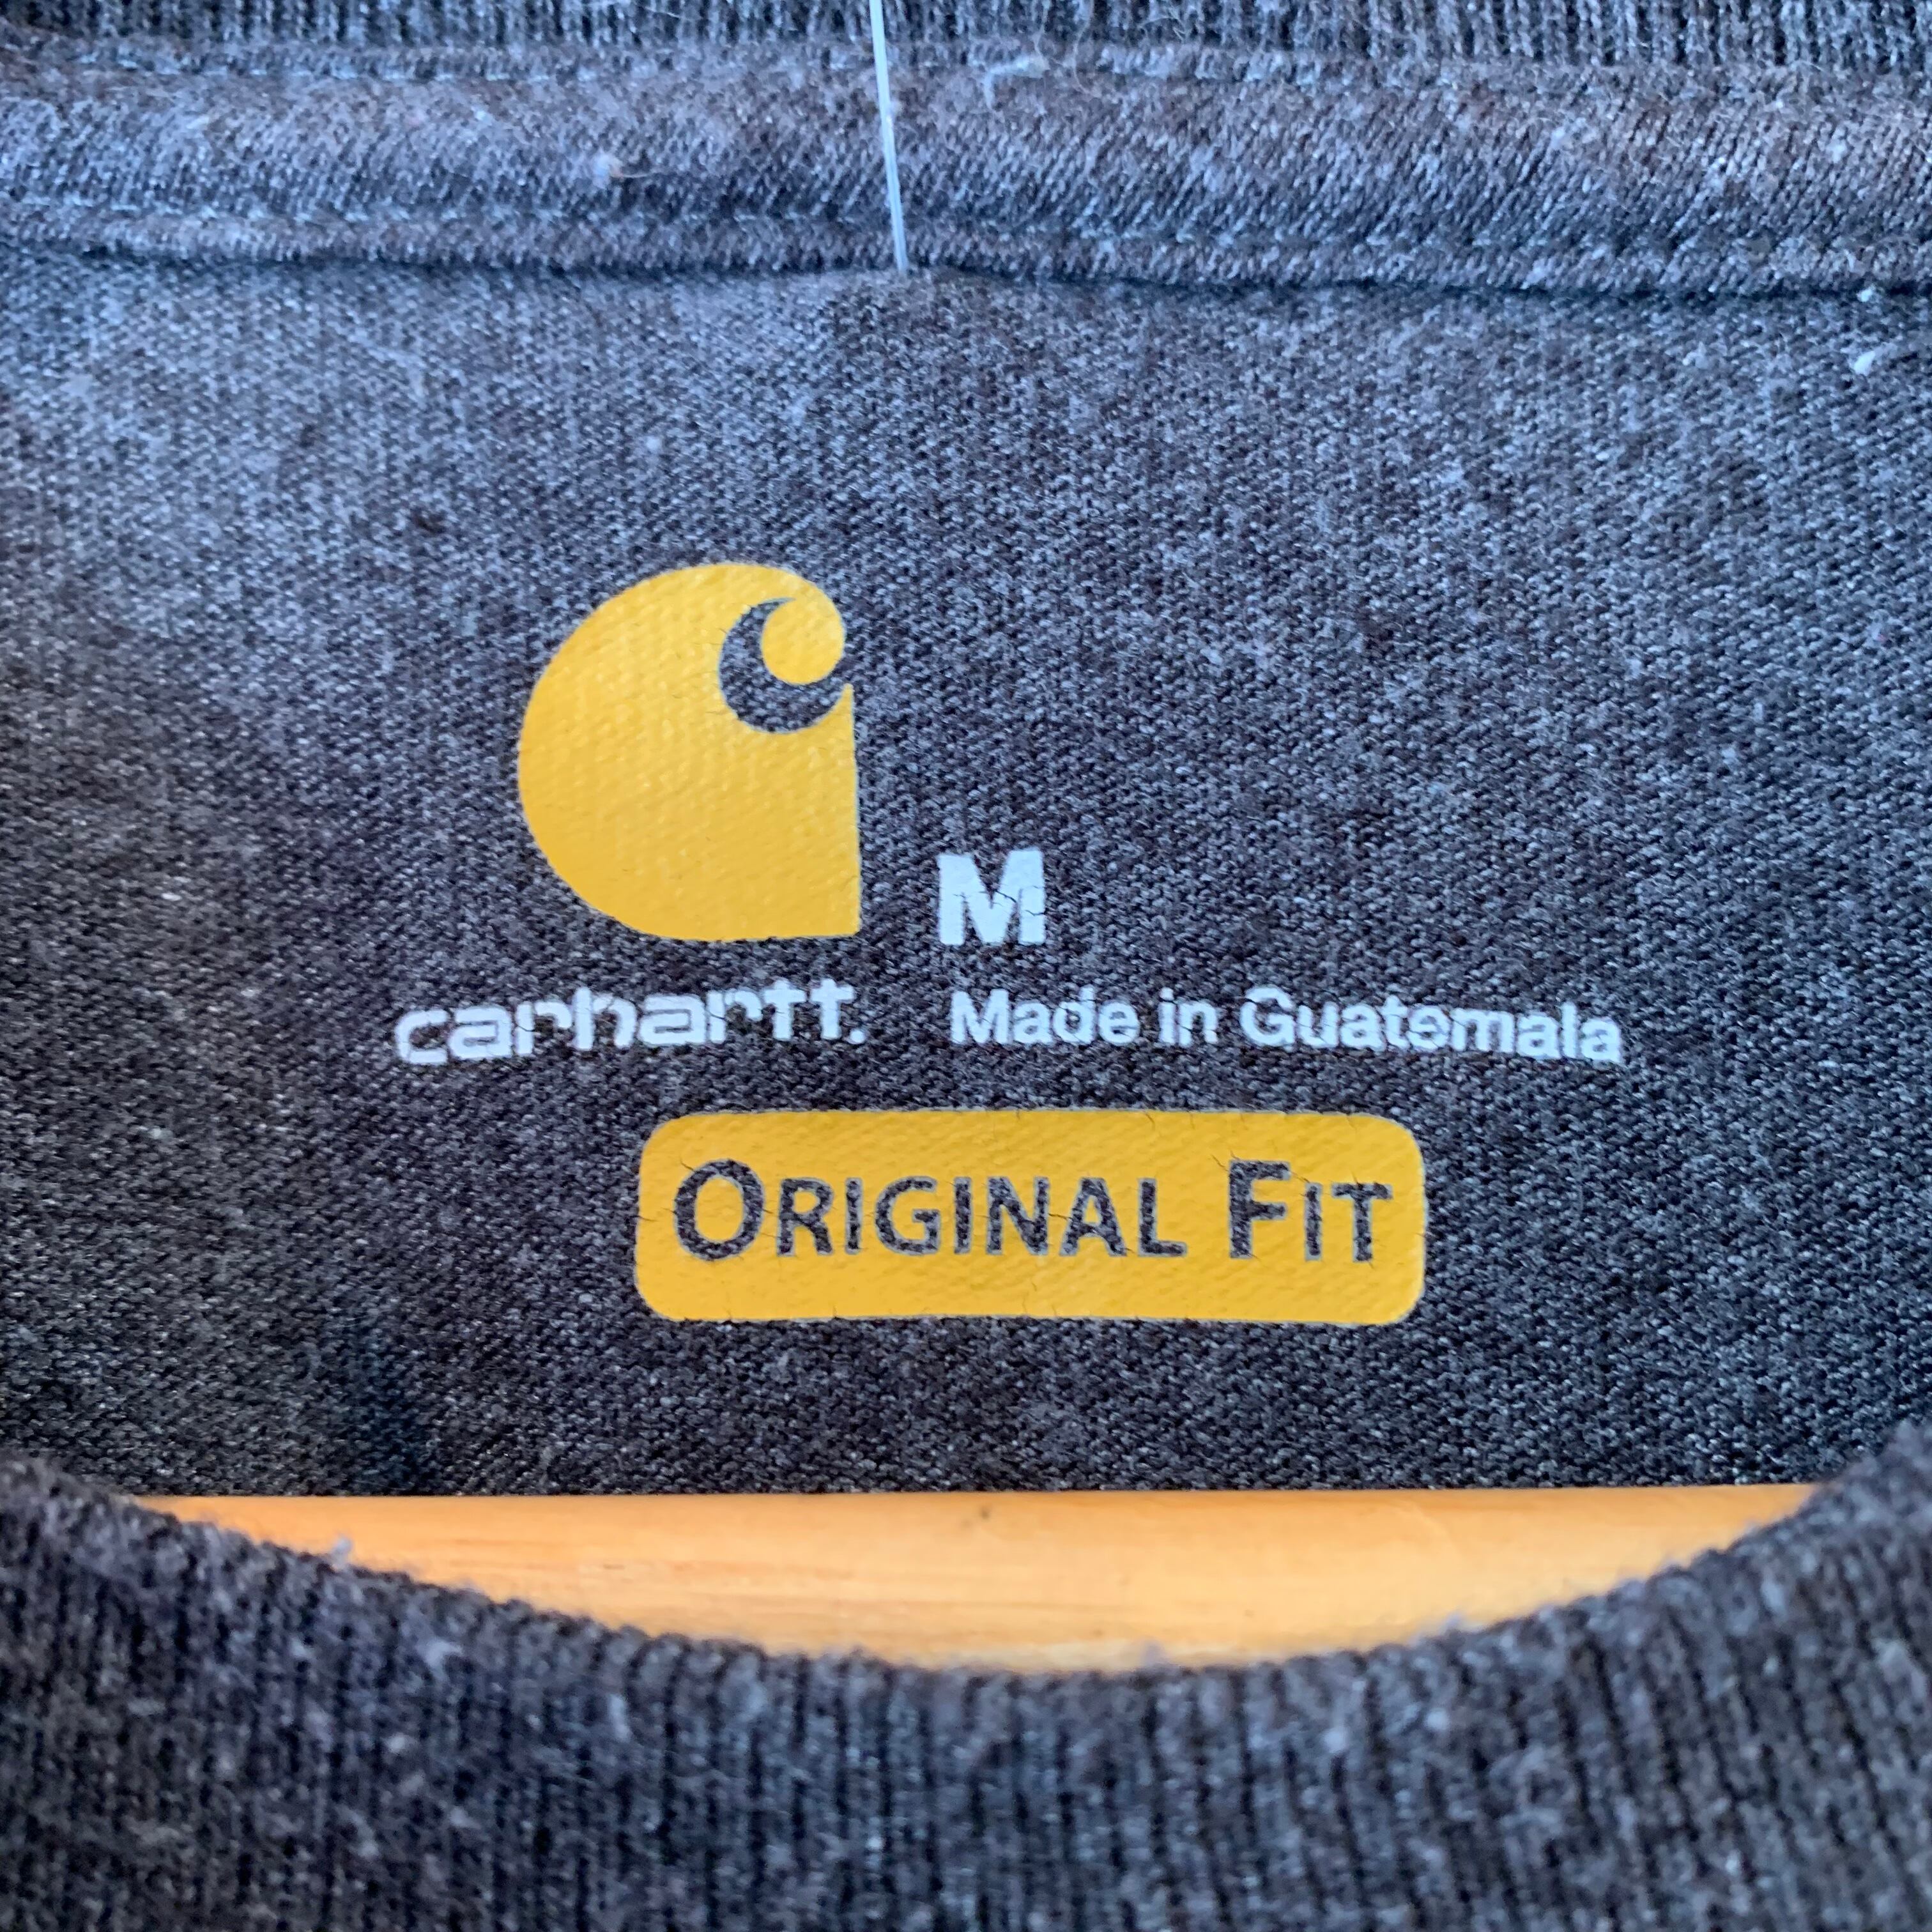 M
carhartt. Made in Guatemala
ORIGINAL FIT